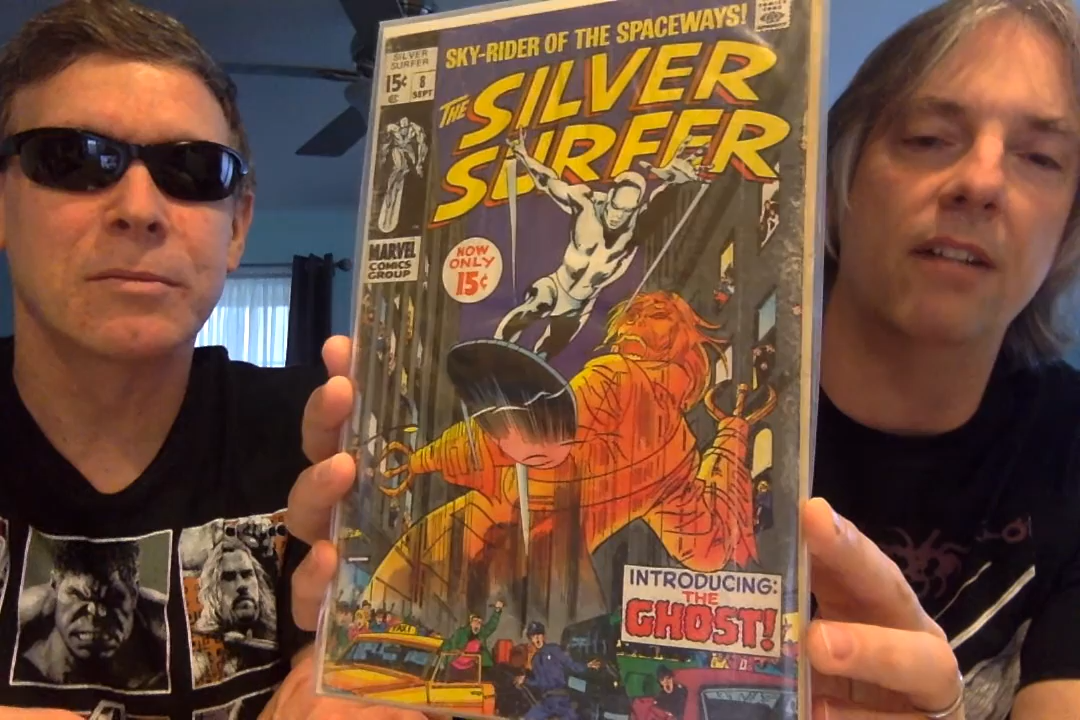 SKY-RIDER OF THE SPACEWAYS!
SILVER
SURFER
15¢
8
SEPT
THE
SILVER
SURFER
MARVEL
COMICS
GROUP
NOW
ONLY
15¢
INTRODUCING:
THE
GHOST!
TAXI